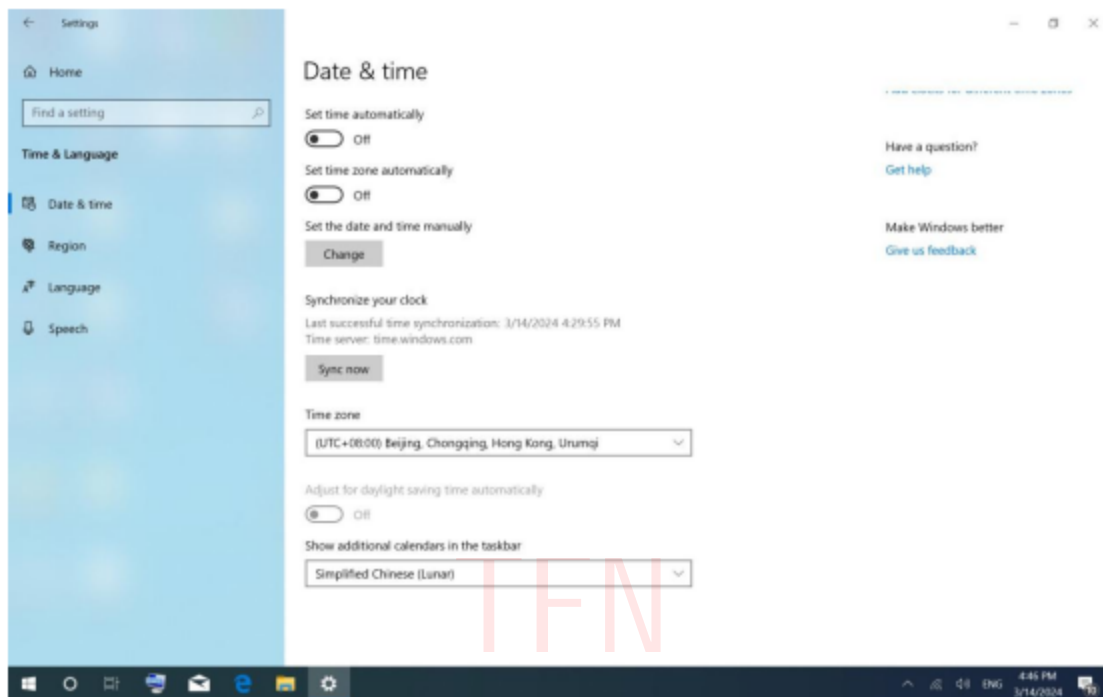 Settings
Home
Find a setting
Time & Language
Date & time
Region
Language
Speech
Date & time
Set time automatically
Off
Set time zone automatically
Off
Set the date and time manually
Change
Synchronize your clock
Last successful time synchronization: 3/14/2024 4:29:55 PM
Time server: time.windows.com
Sync now
Time zone
(UTC+08:00) Beijing, Chongqing, Hong Kong, Urumqi
Adjust for daylight saving time automatically
Off
Show additional calendars in the taskbar
Simplified Chinese (Lunar)
Have a question?
Get help
Make Windows better
Give us feedback
TFN
ENG
4:46 PM
3/14/2024